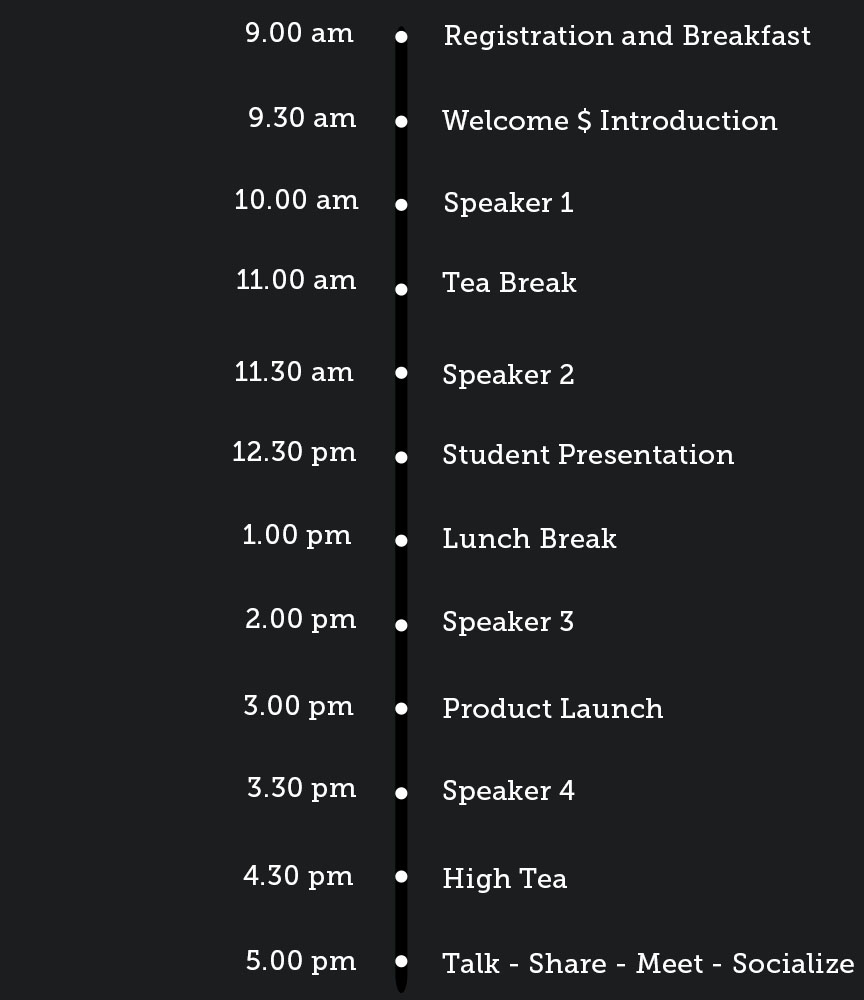 9.00 am Registration and Breakfast
9.30 am Welcome $ Introduction
10.00 am Speaker 1
11.00 am Tea Break
11.30 am Speaker 2
12.30 pm Student Presentation
1.00 pm Lunch Break
2.00 pm Speaker 3
3.00 pm Product Launch
3.30 pm Speaker 4
4.30 pm High Tea
5.00 pm Talk - Share - Meet - Socialize